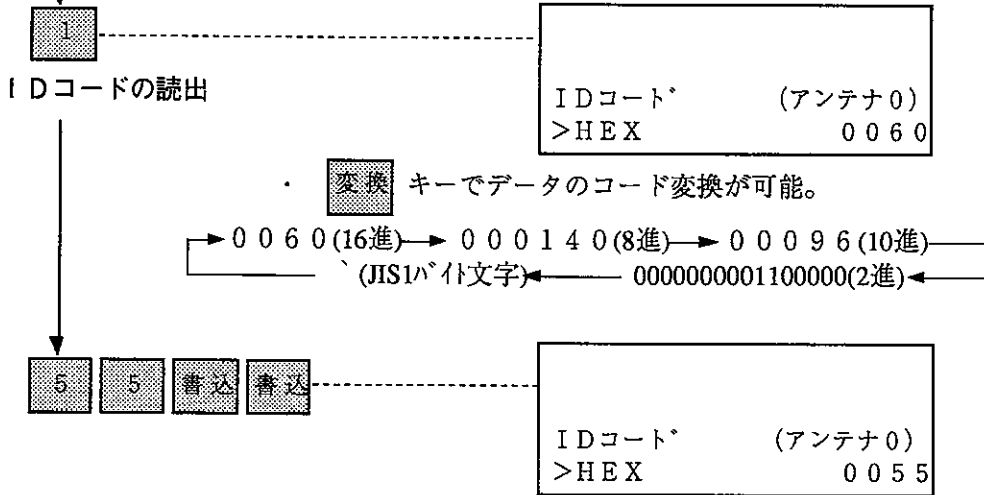 1
IDコードの読出
IDコード゛ (アンテナ0)
>HEX 0060
・ 変換 キーでデータのコード変換が可能。
0060(16進) 000140(8進) 00096(10進)
`(JIS1バイト文字) 0000000001100000(2進)
5 5 書込 書込
IDコード゛ (アンテナ0)
>HEX 0055